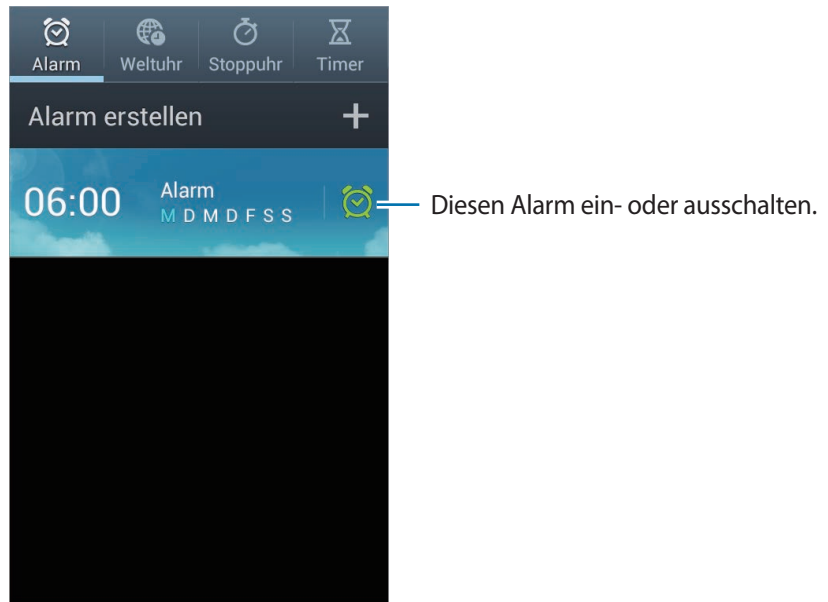 Alarm Weltuhr Stoppuhr Timer
Alarm erstellen
06:00 Alarm
M D M D F S S
Diesen Alarm ein- oder ausschalten.